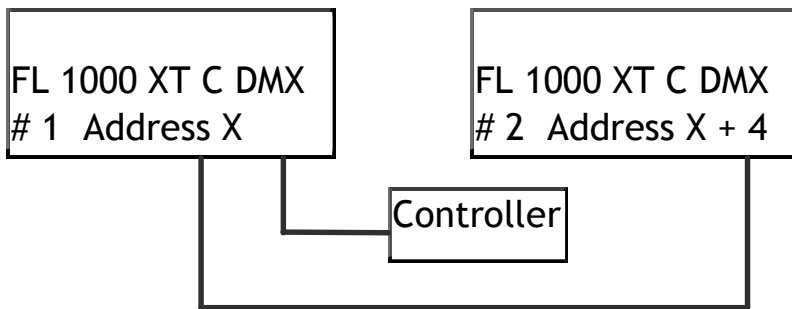 FL 1000 XT C DMX
# 1 Address X
FL 1000 XT C DMX
# 2 Address X + 4
Controller